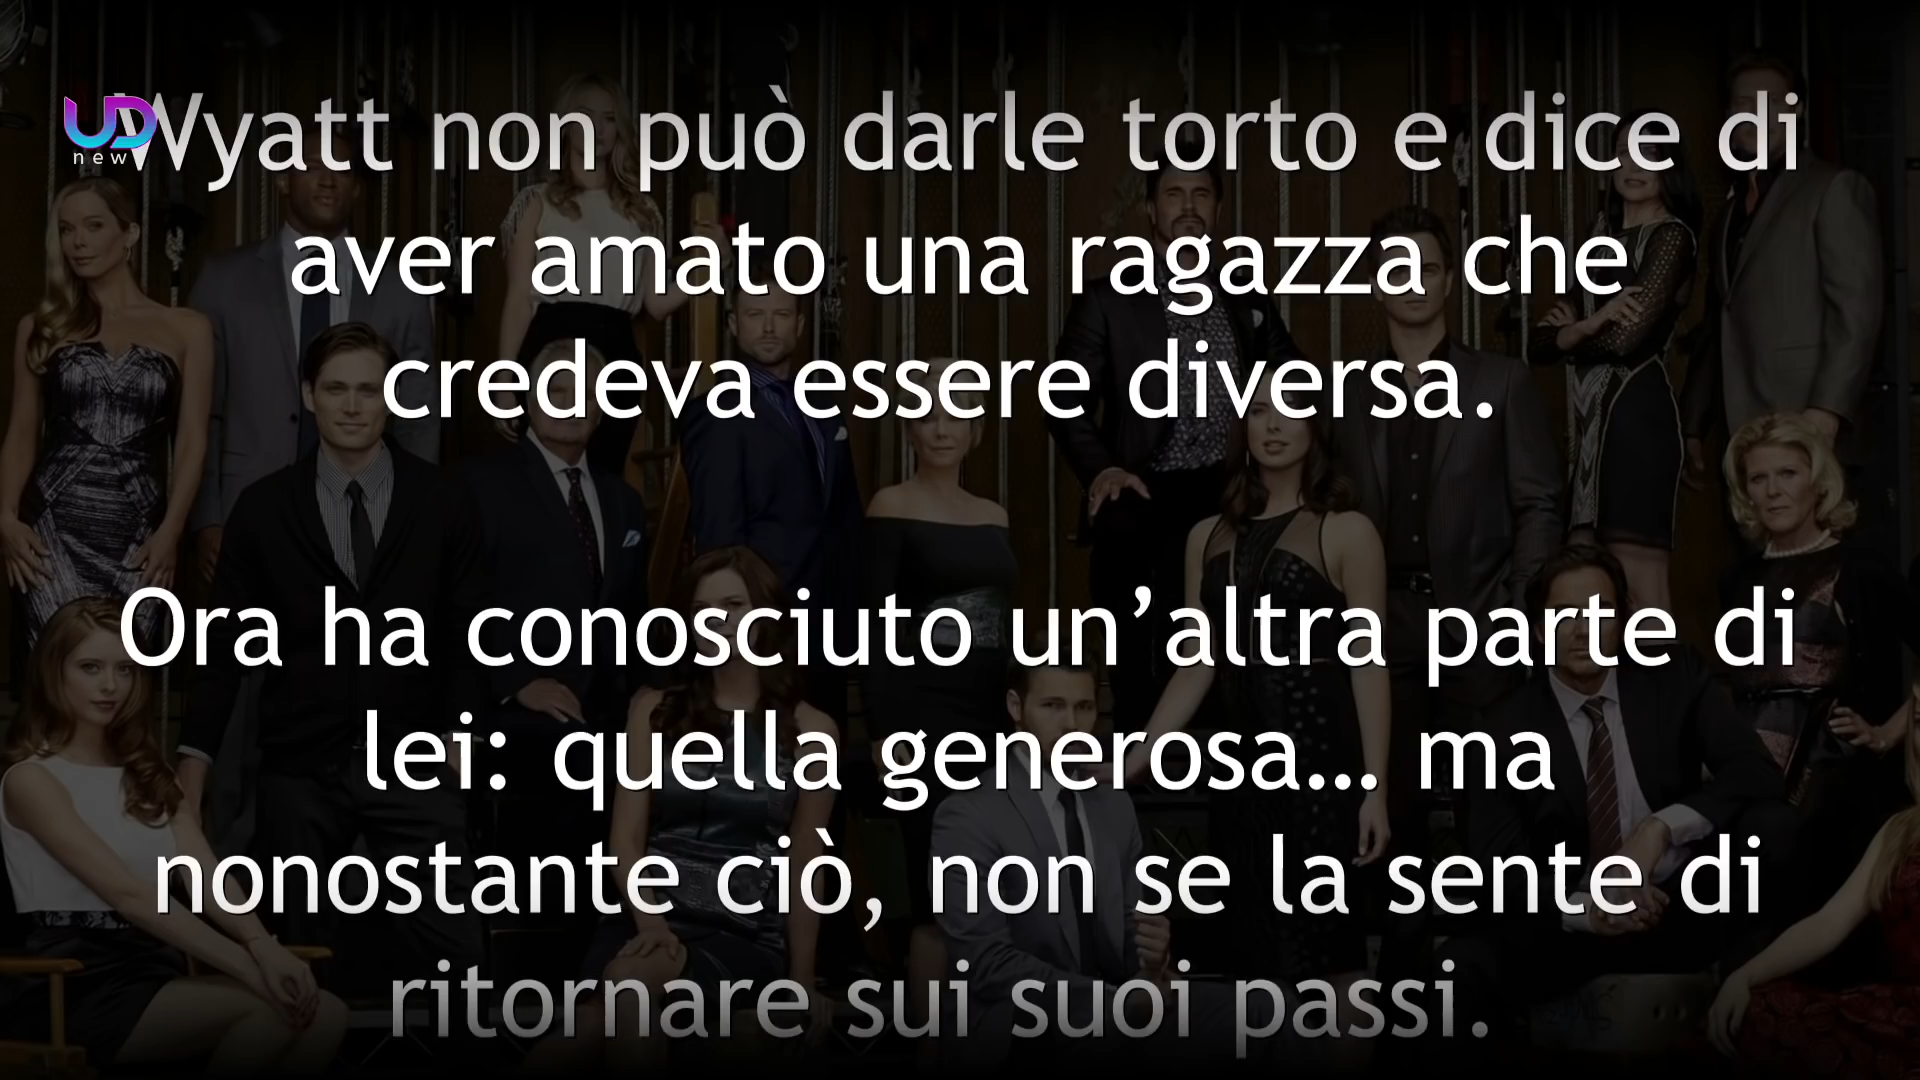 UD
new
Wyatt non può darle torto e dice di
aver amato una ragazza che
credeva essere diversa.
Ora ha conosciuto un’altra parte di
lei: quella generosa… ma
nonostante ciò, non se la sente di
ritornare sui suoi passi.